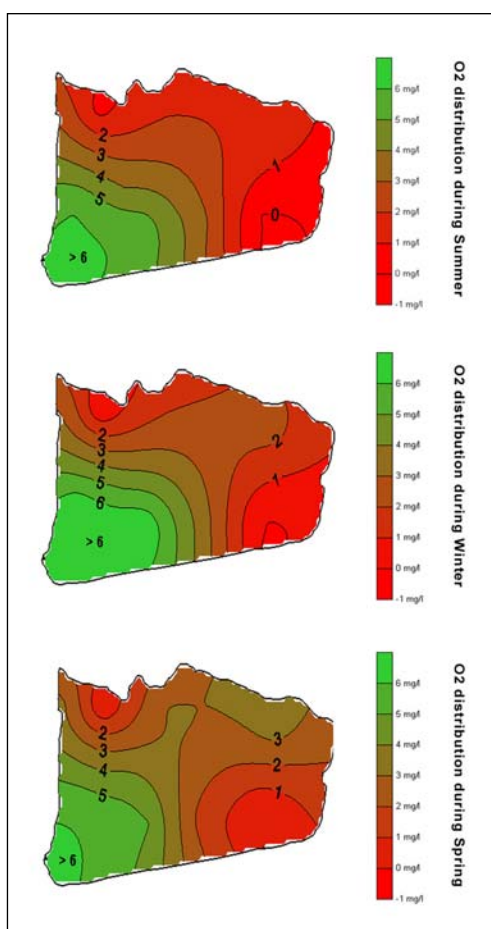 O2 distribution during Summer
6 mg/l
5 mg/l
4 mg/l
3 mg/l
2 mg/l
1 mg/l
0 mg/l
-1 mg/l
2
3
4
5
> 6
1
0
O2 distribution during Winter
6 mg/l
5 mg/l
4 mg/l
3 mg/l
2 mg/l
1 mg/l
0 mg/l
-1 mg/l
2
3
4
5
6
> 6
2
1
O2 distribution during Spring
6 mg/l
5 mg/l
4 mg/l
3 mg/l
2 mg/l
1 mg/l
0 mg/l
-1 mg/l
2
3
4
5
> 6
3
2
1